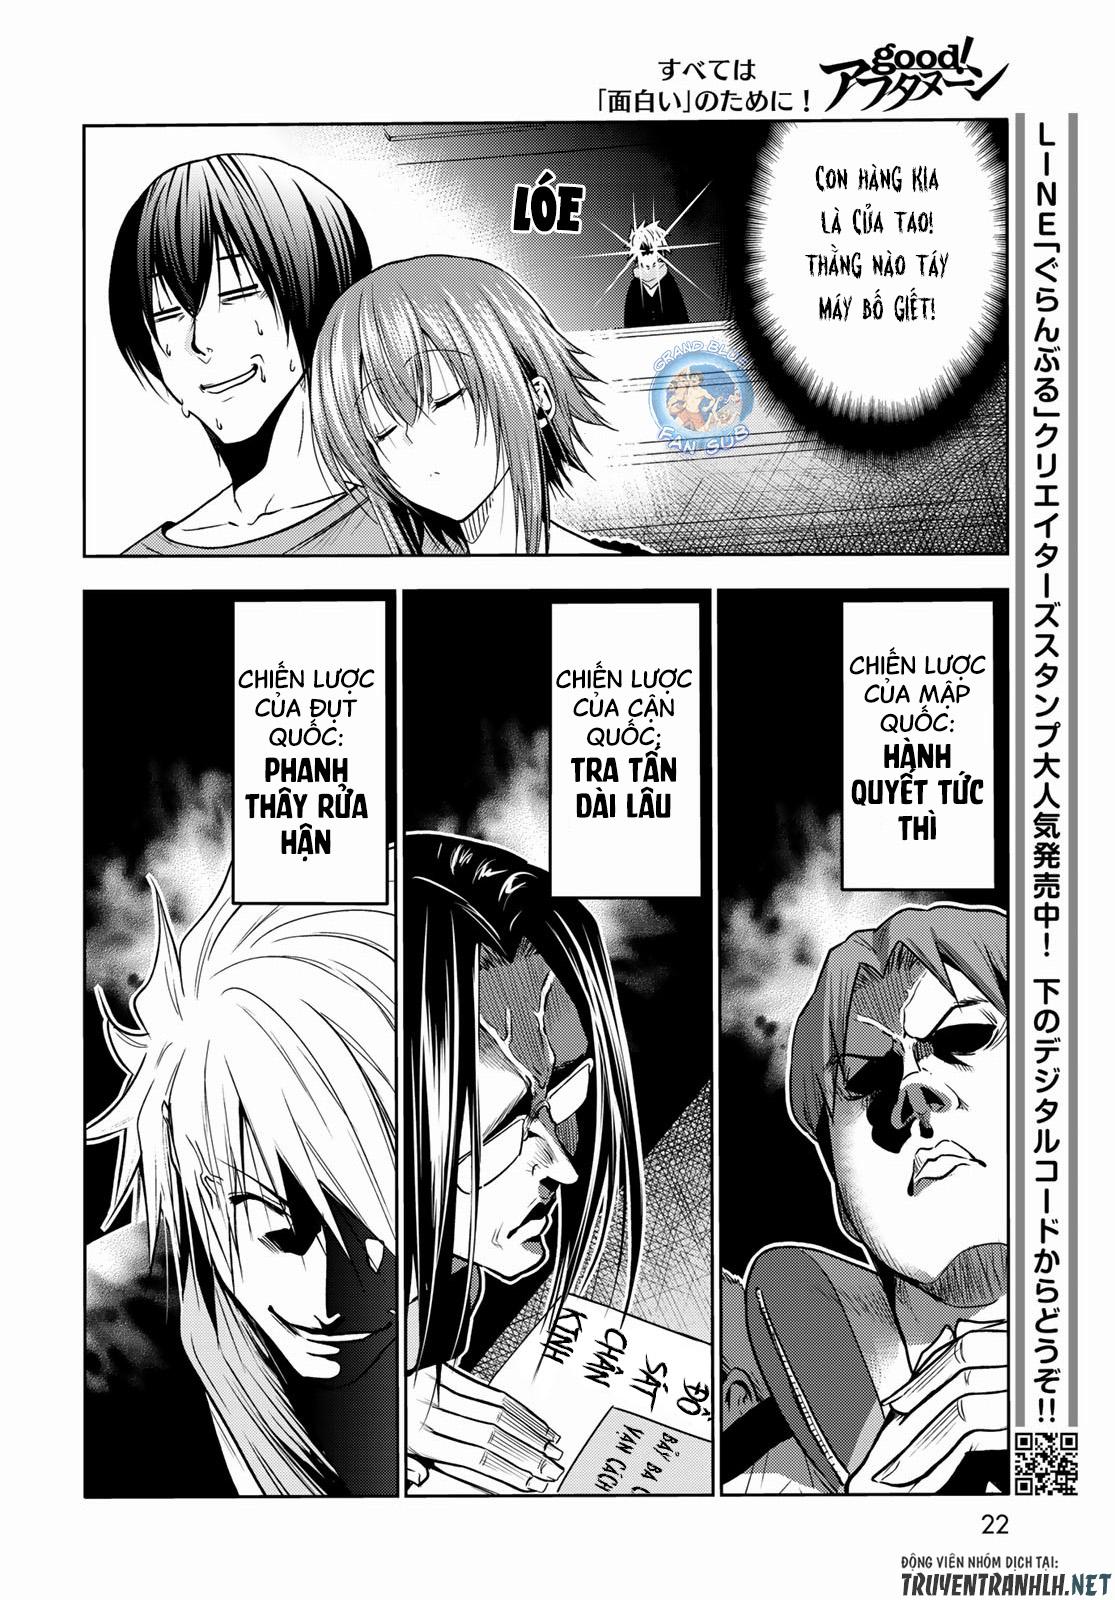 すべては
「面白い」のために！
good!
アフタヌーン
CON HÀNG KIA
LÀ CỦA TAO!
THẰNG NÀO TÁY
MÁY BỐ GIẾT!
LÓE
GRAND BLUE
FAN SUB
CHIẾN LƯỢC
CỦA MẬP
QUỐC:
HÀNH
QUYẾT TỨC
THÌ
CHIẾN LƯỢC
CỦA CẬN
QUỐC:
TRA TẤN
DÀI LÂU
CHIẾN LƯỢC
CỦA ĐỤT
QUỐC:
PHANH
THÂY RỬA
HẬN
ĐỒ
SÁT
CHÂN
KINH
BẢY BA
VẠN CÁCH
LINE「ぐらんぶる」クリエイターズスタンプ大人気発売中！ 下のデジタルコードからどうぞ!!
22
ĐỘNG VIÊN NHÓM DỊCH TẠI:
TRUYENTRANHLH.NET